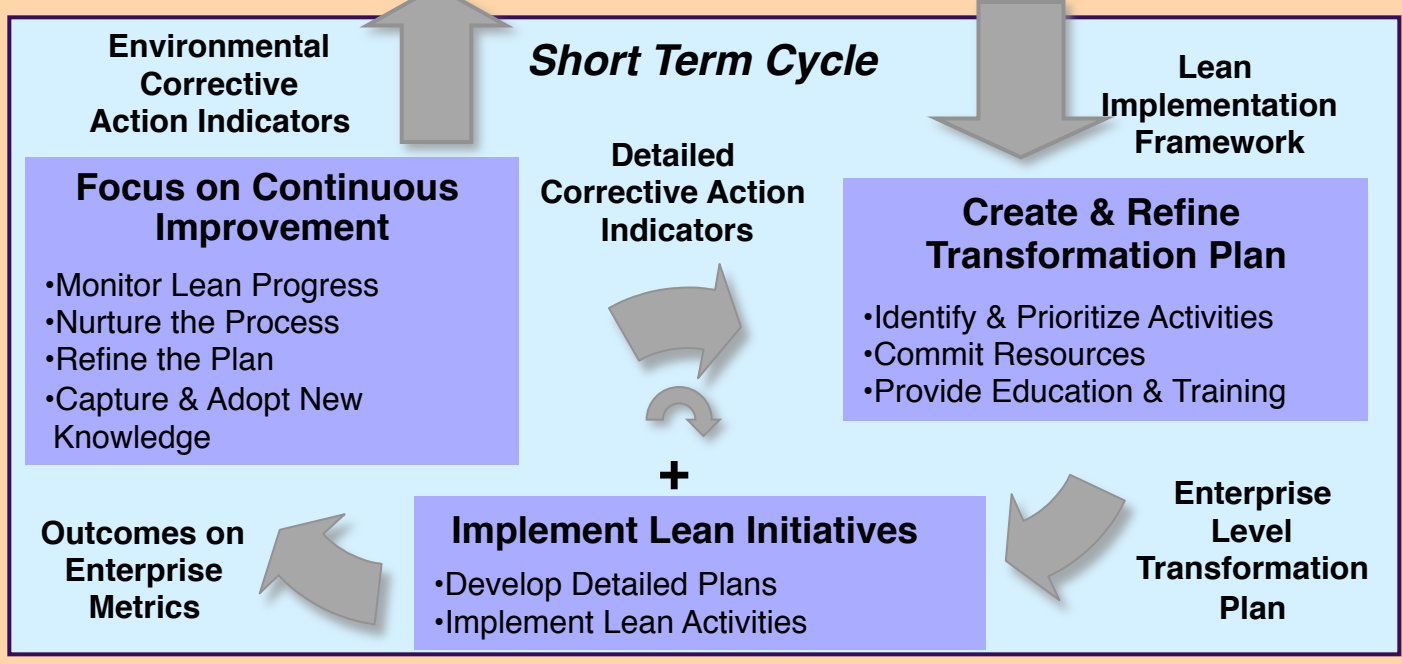 Short Term Cycle
Environmental
Corrective
Action Indicators
Lean
Implementation
Framework
Detailed
Corrective Action
Indicators
Focus on Continuous
Improvement
•Monitor Lean Progress
•Nurture the Process
•Refine the Plan
•Capture & Adopt New
Knowledge
Create & Refine
Transformation Plan
•Identify & Prioritize Activities
•Commit Resources
•Provide Education & Training
+
Implement Lean Initiatives
•Develop Detailed Plans
•Implement Lean Activities
Outcomes on
Enterprise
Metrics
Enterprise
Level
Transformation
Plan